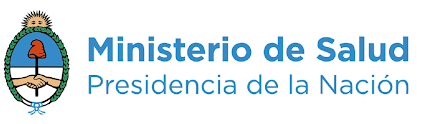 Ministerio de Salud
Presidencia de la Nación